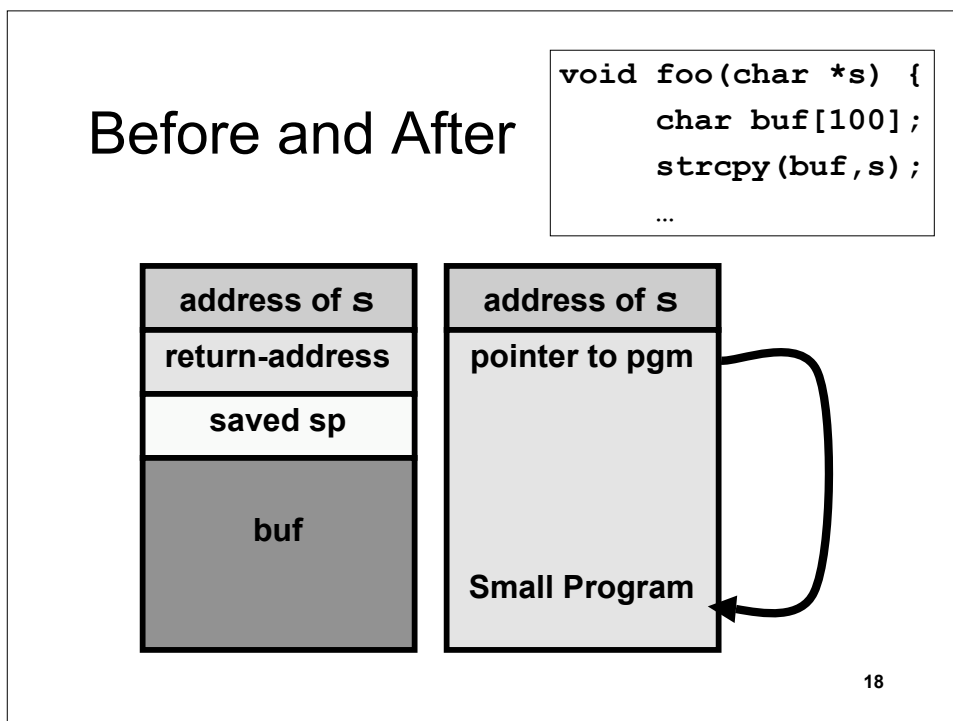 Before and After
void foo(char *s) {
char buf[100];
strcpy(buf,s);
…
address of s
return-address
saved sp
buf
address of s
pointer to pgm
Small Program
18